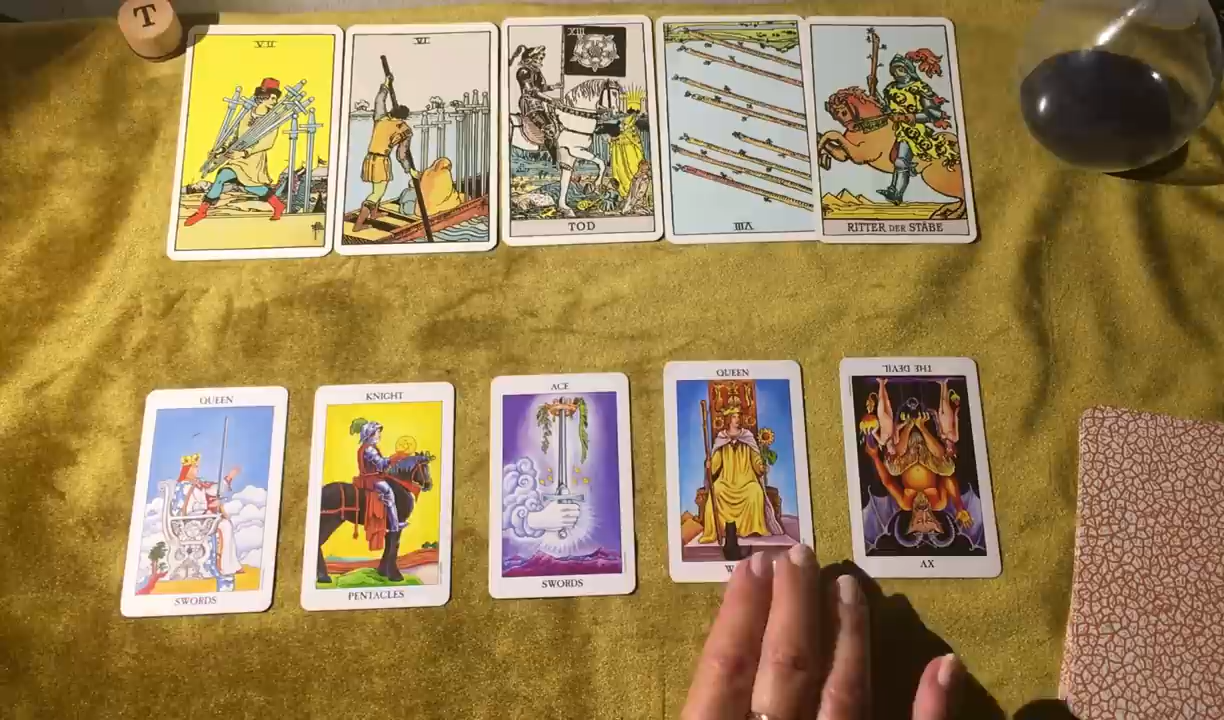 T
VII
VI
XIII
TOD
VIII
RITTER DER STÄBE
QUEEN
SWORDS
KNIGHT
PENTACLES
ACE
SWORDS
QUEEN
W
THE DEVIL
XV